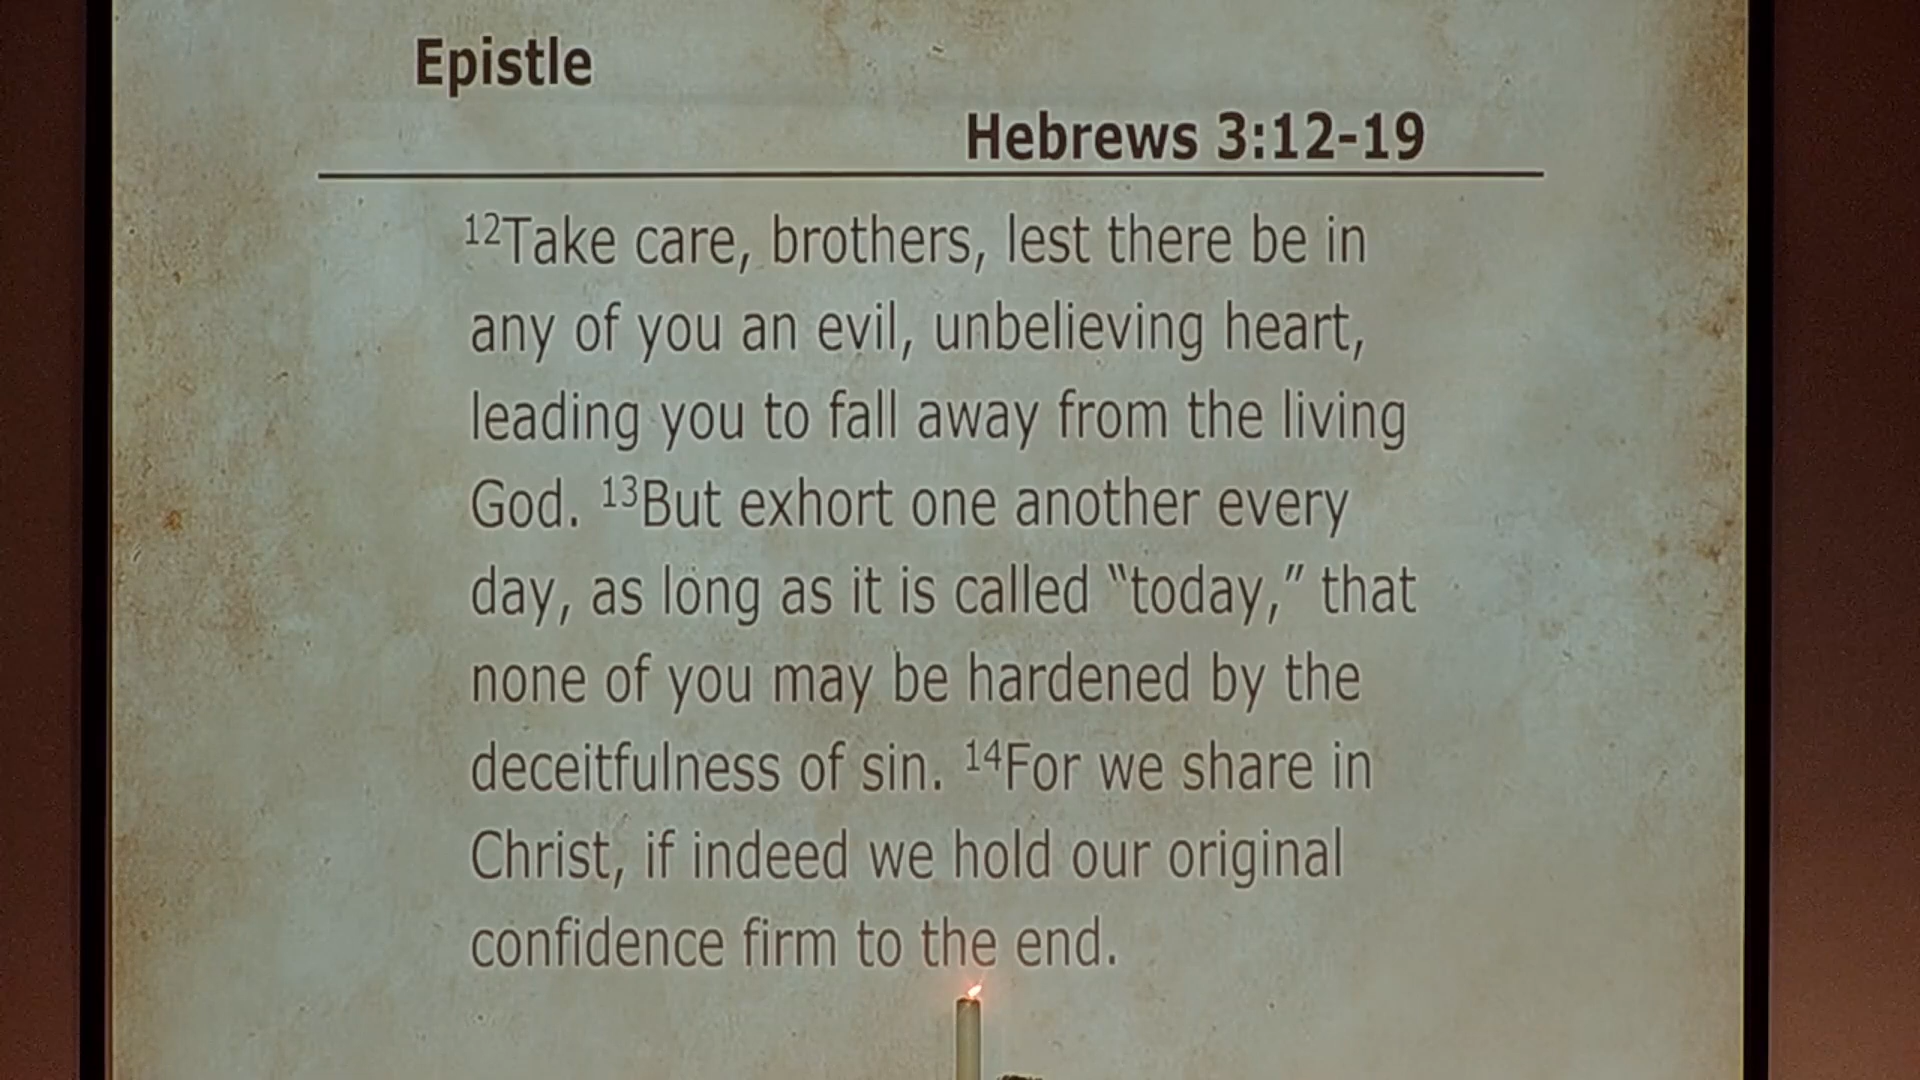 Epistle
Hebrews 3:12-19
¹²Take care, brothers, lest there be in
any of you an evil, unbelieving heart,
leading you to fall away from the living
God. ¹³But exhort one another every
day, as long as it is called “today,” that
none of you may be hardened by the
deceitfulness of sin. ¹⁴For we share in
Christ, if indeed we hold our original
confidence firm to the end.